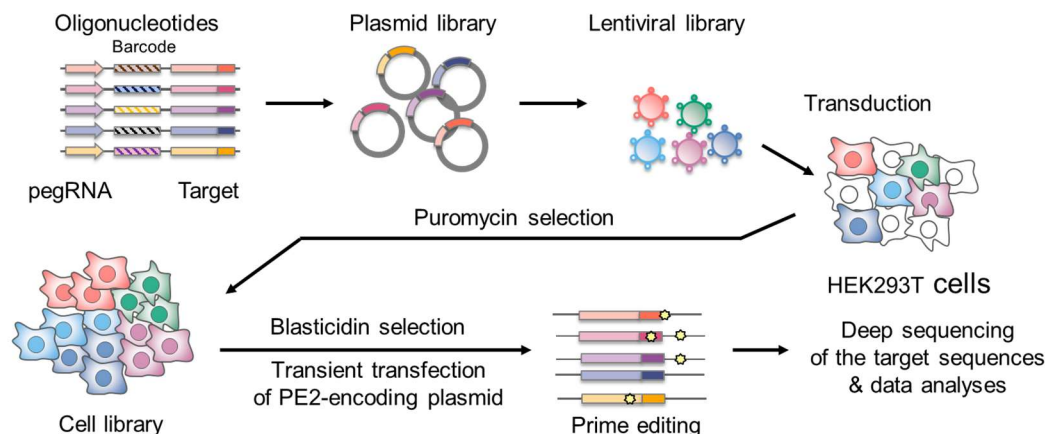 Oligonucleotides
Barcode
pegRNA
Target
Plasmid library
Lentiviral library
Transduction
HEK293T cells
Puromycin selection
Cell library
Blasticidin selection
Transient transfection
of PE2-encoding plasmid
Prime editing
Deep sequencing
of the target sequences
& data analyses